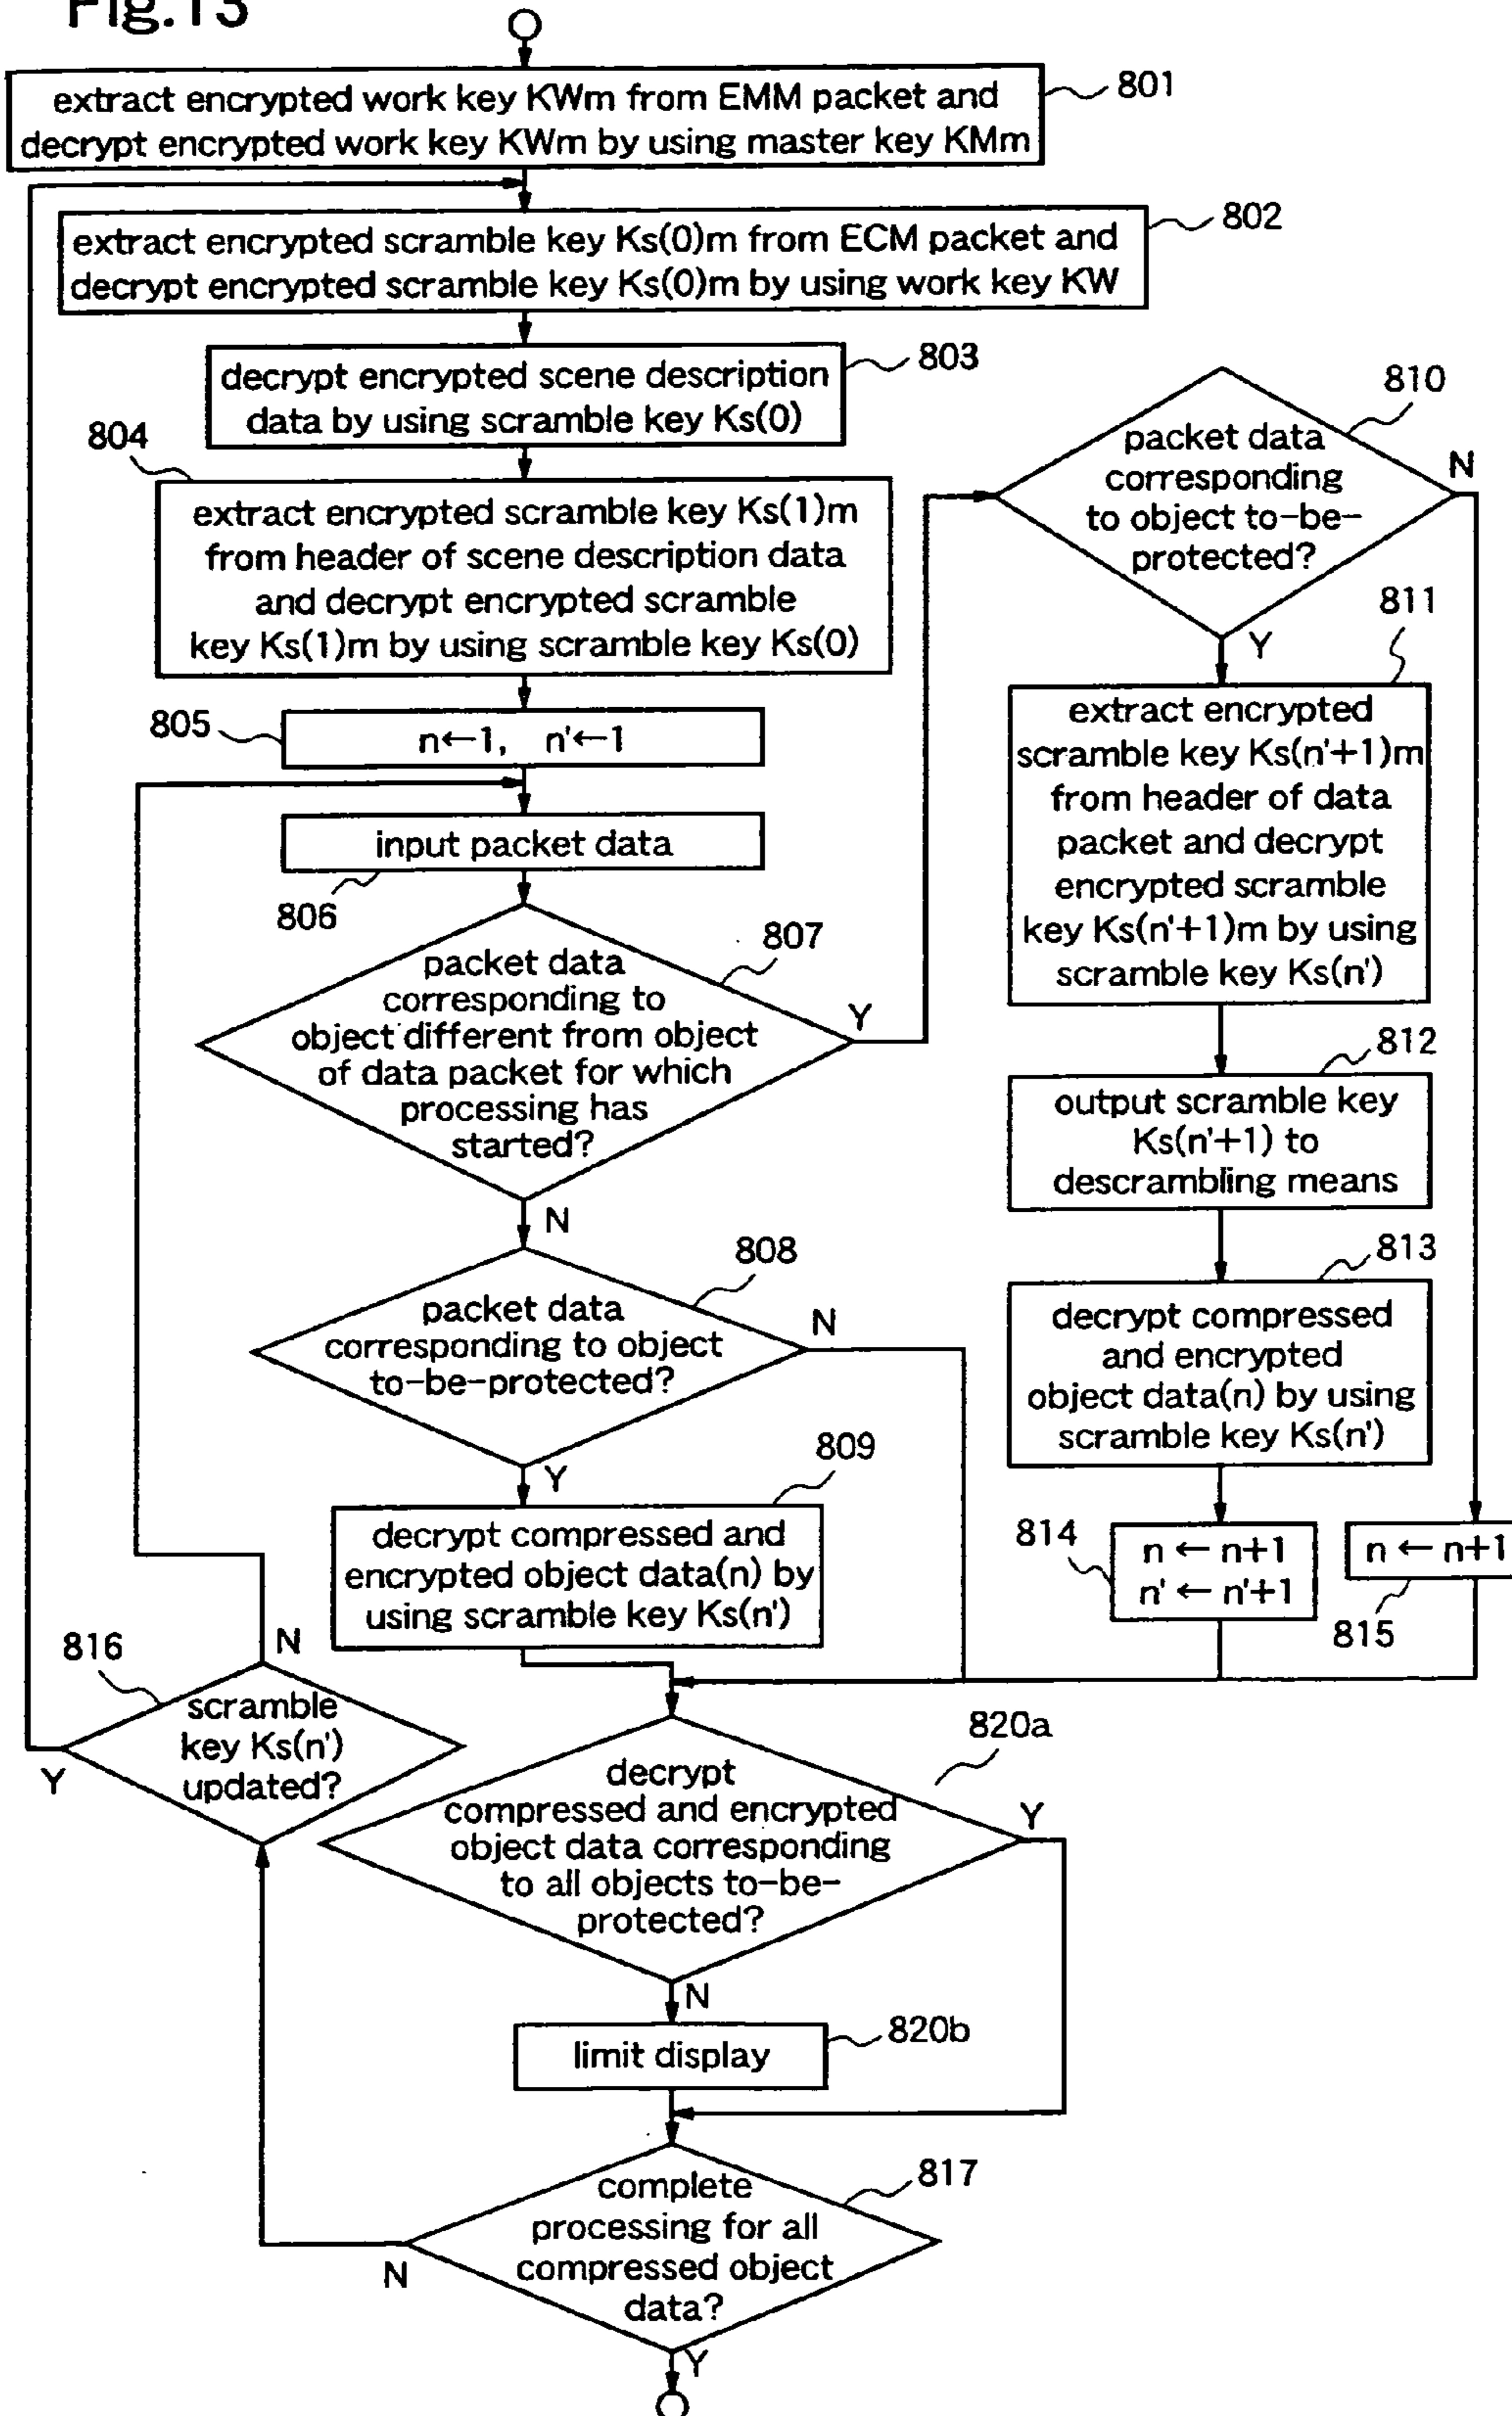 Fig.13
extract encrypted work key KWm from EMM packet and
decrypt encrypted work key KWm by using master key KMm
801
extract encrypted scramble key Ks(0)m from ECM packet and
decrypt encrypted scramble key Ks(0)m by using work key KW
802
decrypt encrypted scene description
data by using scramble key Ks(0)
803
804
extract encrypted scramble key Ks(1)m
from header of scene description data
and decrypt encrypted scramble
key Ks(1)m by using scramble key Ks(0)
805
n←1, n'←1
input packet data
806
packet data
corresponding to
object different from object
of data packet for which
processing has
started?
807
Y
N
packet data
corresponding to object
to-be-protected?
808
N
Y
809
decrypt compressed and
encrypted object data(n) by
using scramble key Ks(n')
packet data
corresponding
to object to-be-
protected?
810
N
Y
811
extract encrypted
scramble key Ks(n'+1)m
from header of data
packet and decrypt
encrypted scramble
key Ks(n'+1)m by using
scramble key Ks(n')
812
output scramble key
Ks(n'+1) to
descrambling means
813
decrypt compressed
and encrypted
object data(n) by using
scramble key Ks(n')
814
n ← n+1
n' ← n'+1
n ← n+1
815
816
N
scramble
key Ks(n')
updated?
Y
820a
decrypt
compressed and encrypted
object data corresponding
to all objects to-be-
protected?
Y
N
limit display
820b
complete
processing for all
compressed object
data?
817
N
Y